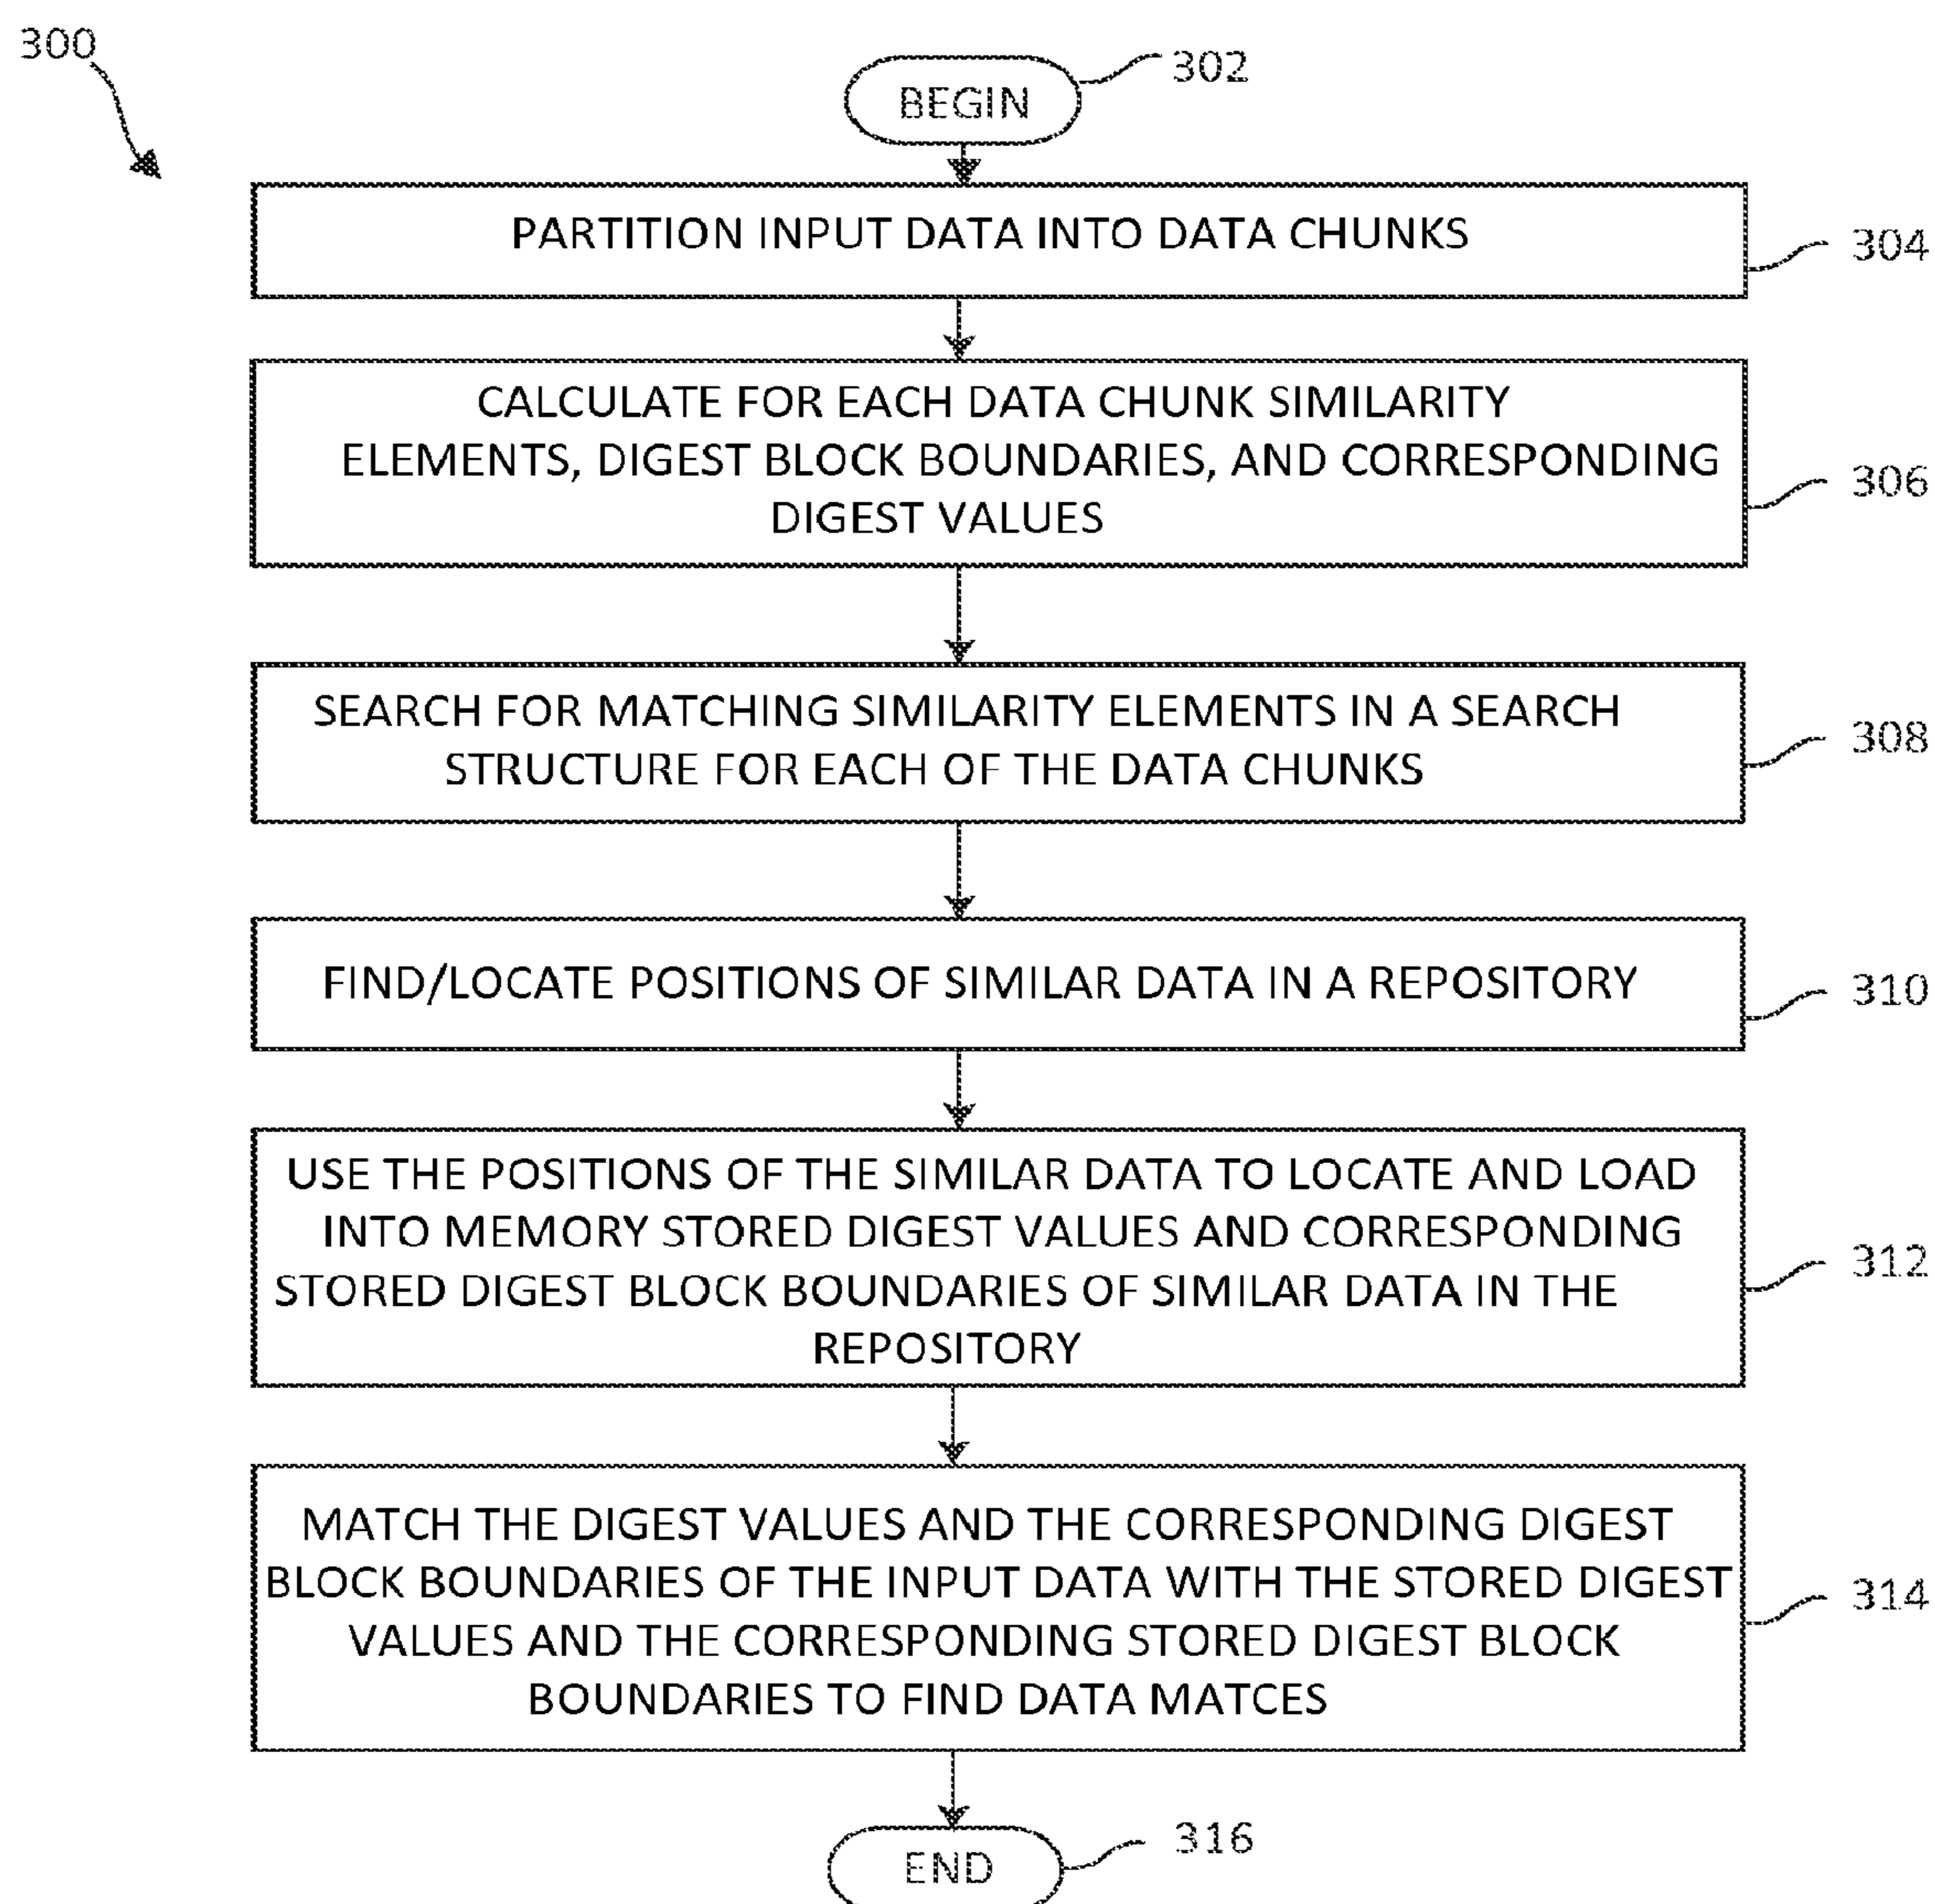 300
302
BEGIN
PARTITION INPUT DATA INTO DATA CHUNKS
304
CALCULATE FOR EACH DATA CHUNK SIMILARITY
ELEMENTS, DIGEST BLOCK BOUNDARIES, AND CORRESPONDING
DIGEST VALUES
306
SEARCH FOR MATCHING SIMILARITY ELEMENTS IN A SEARCH
STRUCTURE FOR EACH OF THE DATA CHUNKS
308
FIND/LOCATE POSITIONS OF SIMILAR DATA IN A REPOSITORY
310
USE THE POSITIONS OF THE SIMILAR DATA TO LOCATE AND LOAD
INTO MEMORY STORED DIGEST VALUES AND CORRESPONDING
STORED DIGEST BLOCK BOUNDARIES OF SIMILAR DATA IN THE
REPOSITORY
312
MATCH THE DIGEST VALUES AND THE CORRESPONDING DIGEST
BLOCK BOUNDARIES OF THE INPUT DATA WITH THE STORED DIGEST
VALUES AND THE CORRESPONDING STORED DIGEST BLOCK
BOUNDARIES TO FIND DATA MATCES
314
316
END